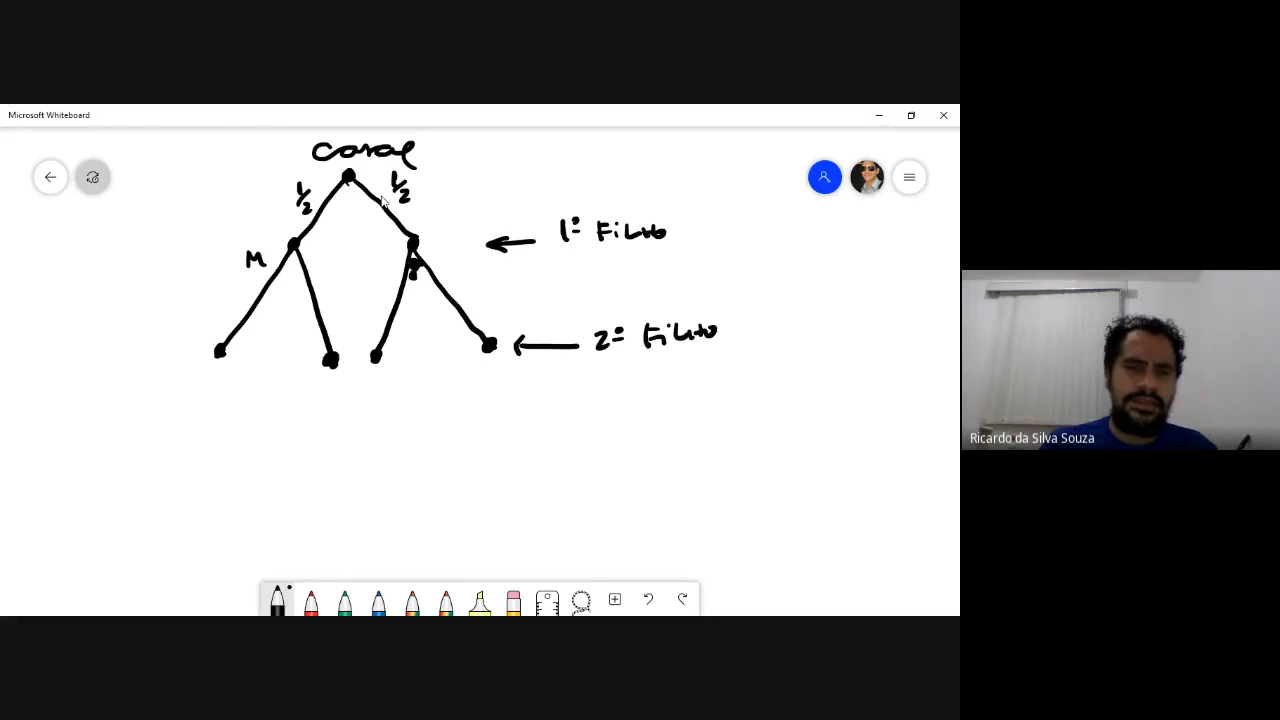 Microsoft Whiteboard
Casal
1/2 1/2
1º Filho
M
2º Filho
Ricardo da Silva Souza